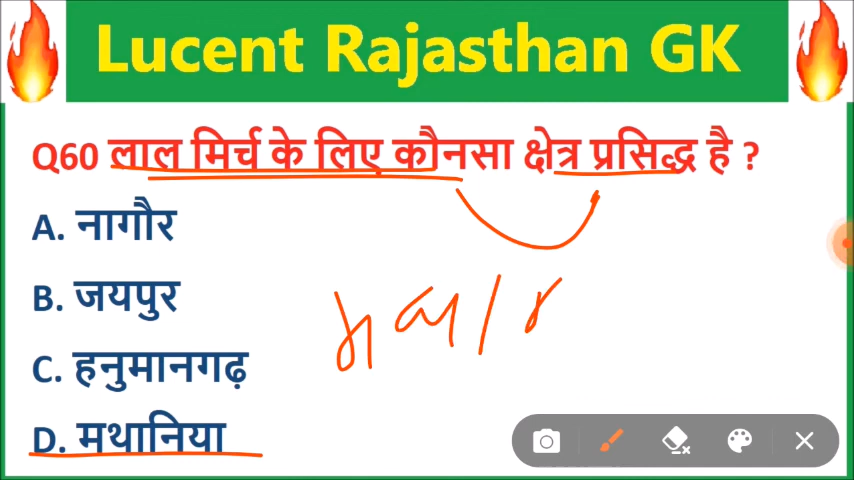 Lucent Rajasthan GK
Q60 लाल मिर्च के लिए कौनसा क्षेत्र प्रसिद्ध है ?
A. नागौर
B. जयपुर
C. हनुमानगढ़
D. मथानिया